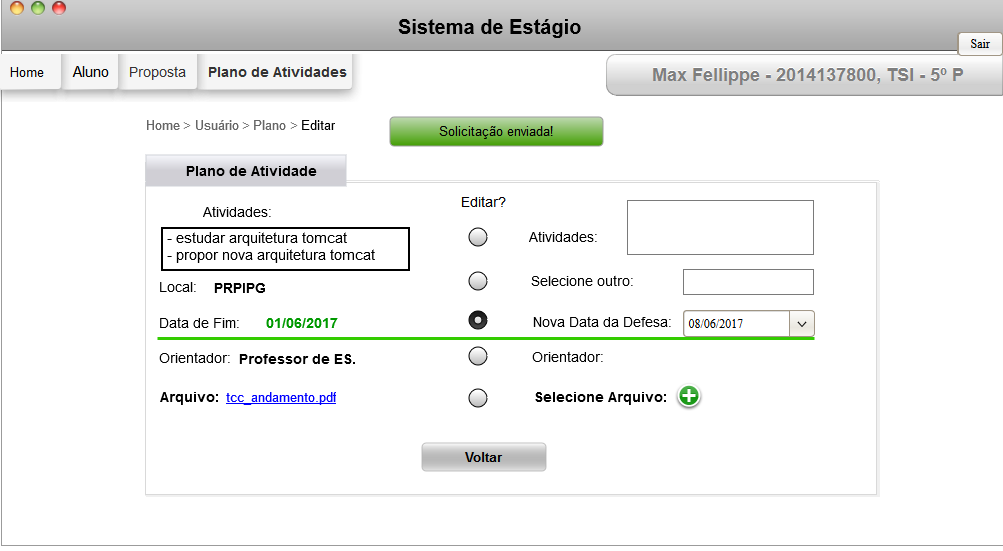 Sistema de Estágio
Sair
Home Aluno Proposta Plano de Atividades
Max Fellippe - 2014137800, TSI - 5º P
Home > Usuário > Plano > Editar
Solicitação enviada!
Plano de Atividade
Editar?
Atividades:
- estudar arquitetura tomcat
- propor nova arquitetura tomcat
Atividades:
Local: PRPIPG
Selecione outro:
Data de Fim: 01/06/2017
Nova Data da Defesa: 08/06/2017
Orientador: Professor de ES.
Orientador:
Arquivo: tcc_andamento.pdf
Selecione Arquivo:
Voltar